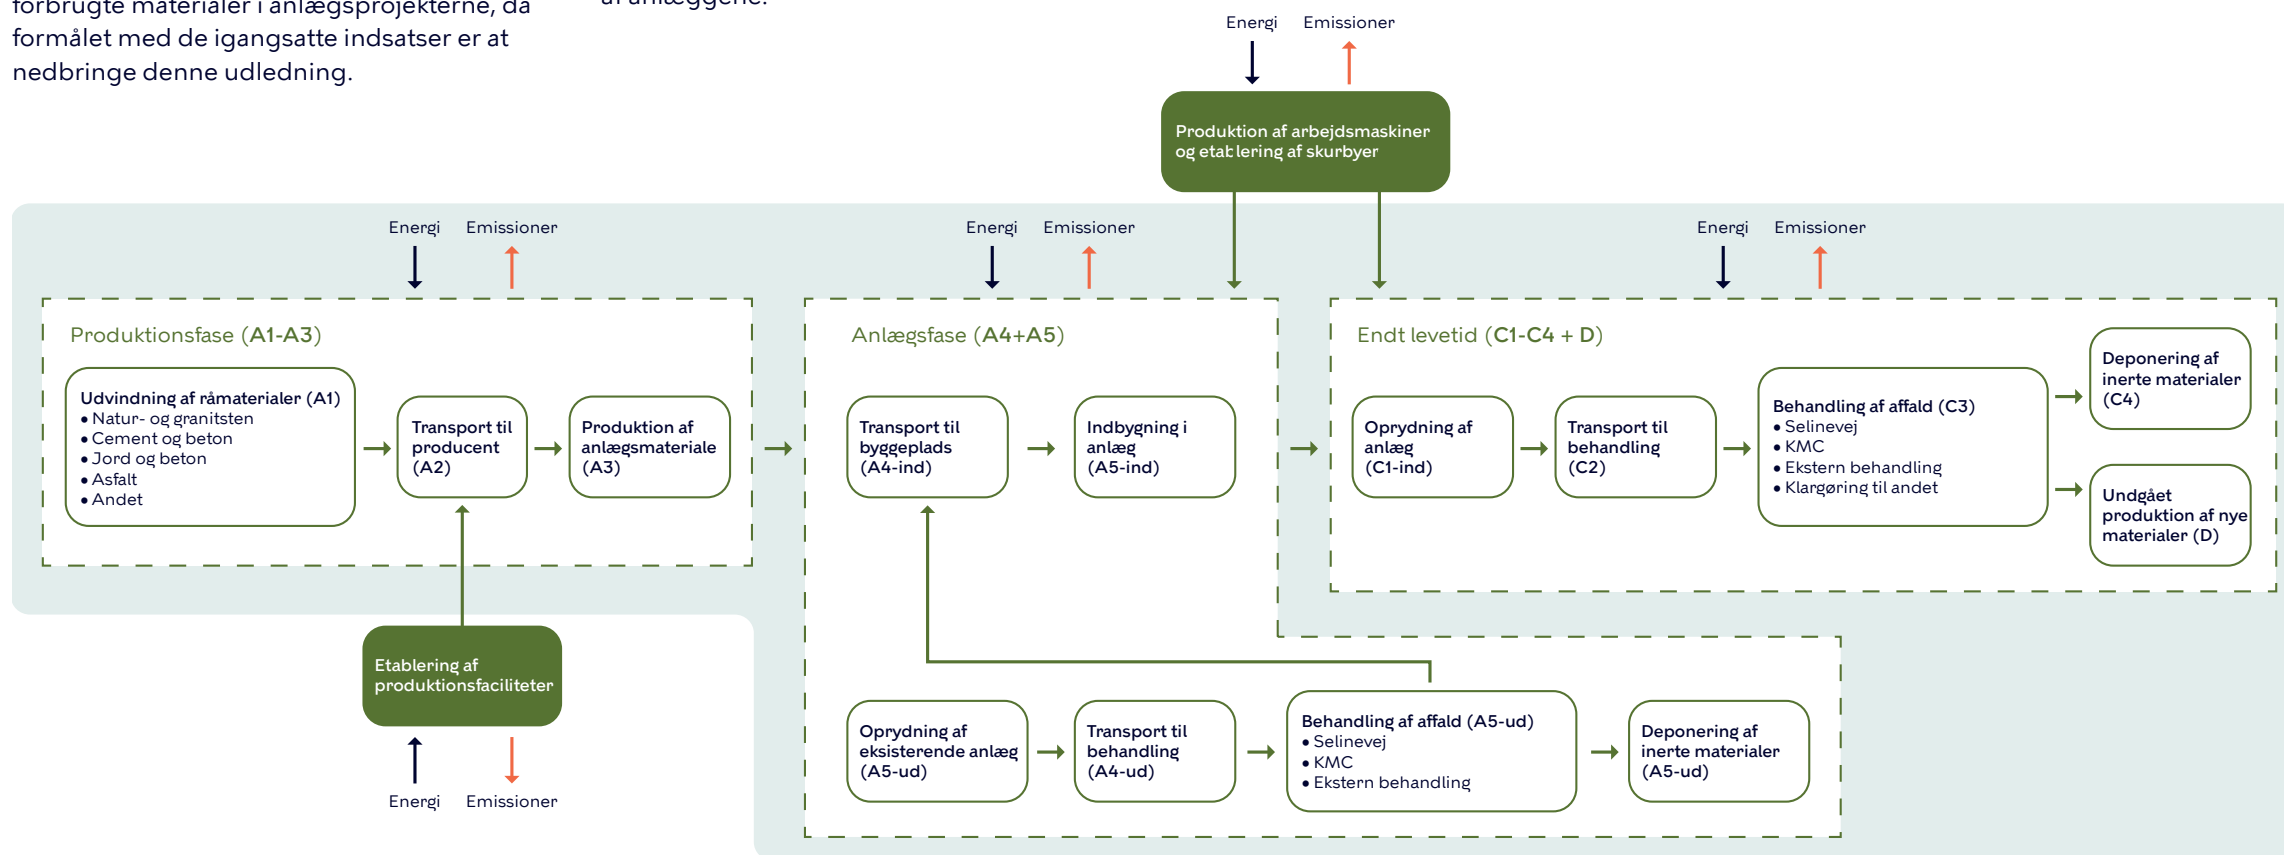 forbrugte materialer i anlægsprojekterne, da
formålet med de igangsatte indsatser er at
nedbringe denne udledning.
af anlæggene.
Energi
Emissioner
Produktion af arbejdsmaskiner
og etablering af skurbyer
Energi
Emissioner
Energi
Emissioner
Energi
Emissioner
Produktionsfase (A1-A3)
Udvindning af råmaterialer (A1)
• Natur- og granitsten
• Cement og beton
• Jord og beton
• Asfalt
• Andet
Transport til
producent
(A2)
Produktion af
anlægsmateriale
(A3)
Anlægsfase (A4+A5)
Transport til
byggeplads
(A4-ind)
Indbygning i
anlæg
(A5-ind)
Endt levetid (C1-C4 + D)
Oprydning af
anlæg
(C1-ind)
Transport til
behandling
(C2)
Behandling af affald (C3)
• Selinevej
• KMC
• Ekstern behandling
• Klargøring til andet
Deponering af
inerte materialer
(C4)
Undgået
produktion af nye
materialer (D)
Etablering af
produktionsfaciliteter
Energi
Emissioner
Oprydning af
eksisterende anlæg
(A5-ud)
Transport til
behandling
(A4-ud)
Behandling af affald (A5-ud)
• Selinevej
• KMC
• Ekstern behandling
Deponering af
inerte materialer
(A5-ud)